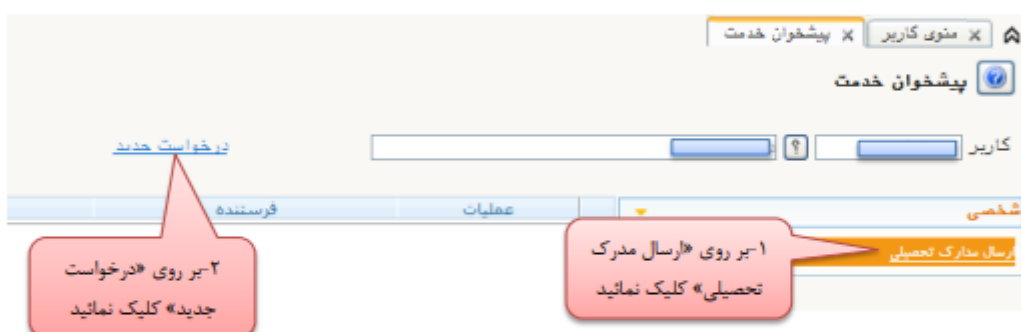 منوی کاربر
پیشخوان خدمت
پیشخوان خدمت
کاربر
؟
درخواست جدید
شخصی
عملیات
فرستنده
ارسال مدارک تحصیلی
۱-بر روی «ارسال مدرک
تحصیلی» کلیک نمائید
۲-بر روی «درخواست
جدید» کلیک نمائید